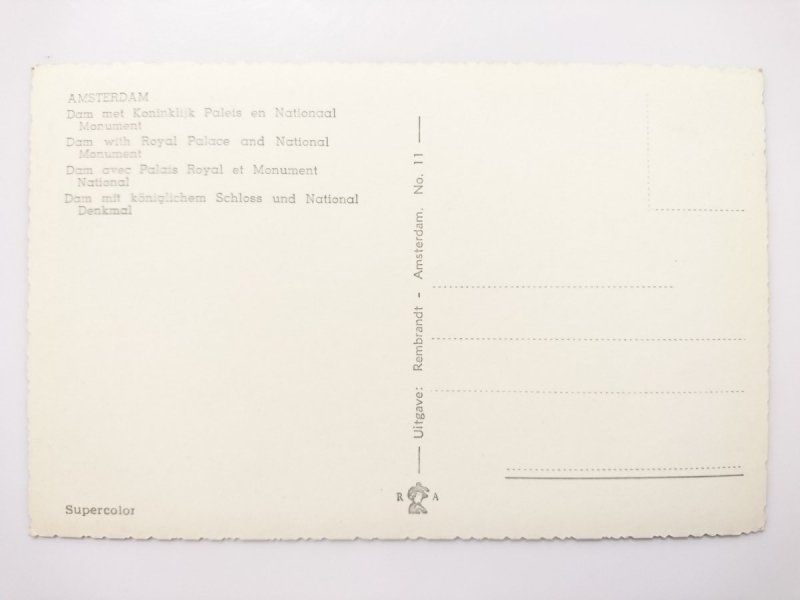 AMSTERDAM
Dam met Koninklijk Paleis en Nationaal
Monument
Dam with Royal Palace and National
Monument
Dam avec Palais Royal et Monument
National
Dam mit königlichem Schloss und National
Denkmal
Supercolor
Uitgave: Rembrandt - Amsterdam. No. 11
R A